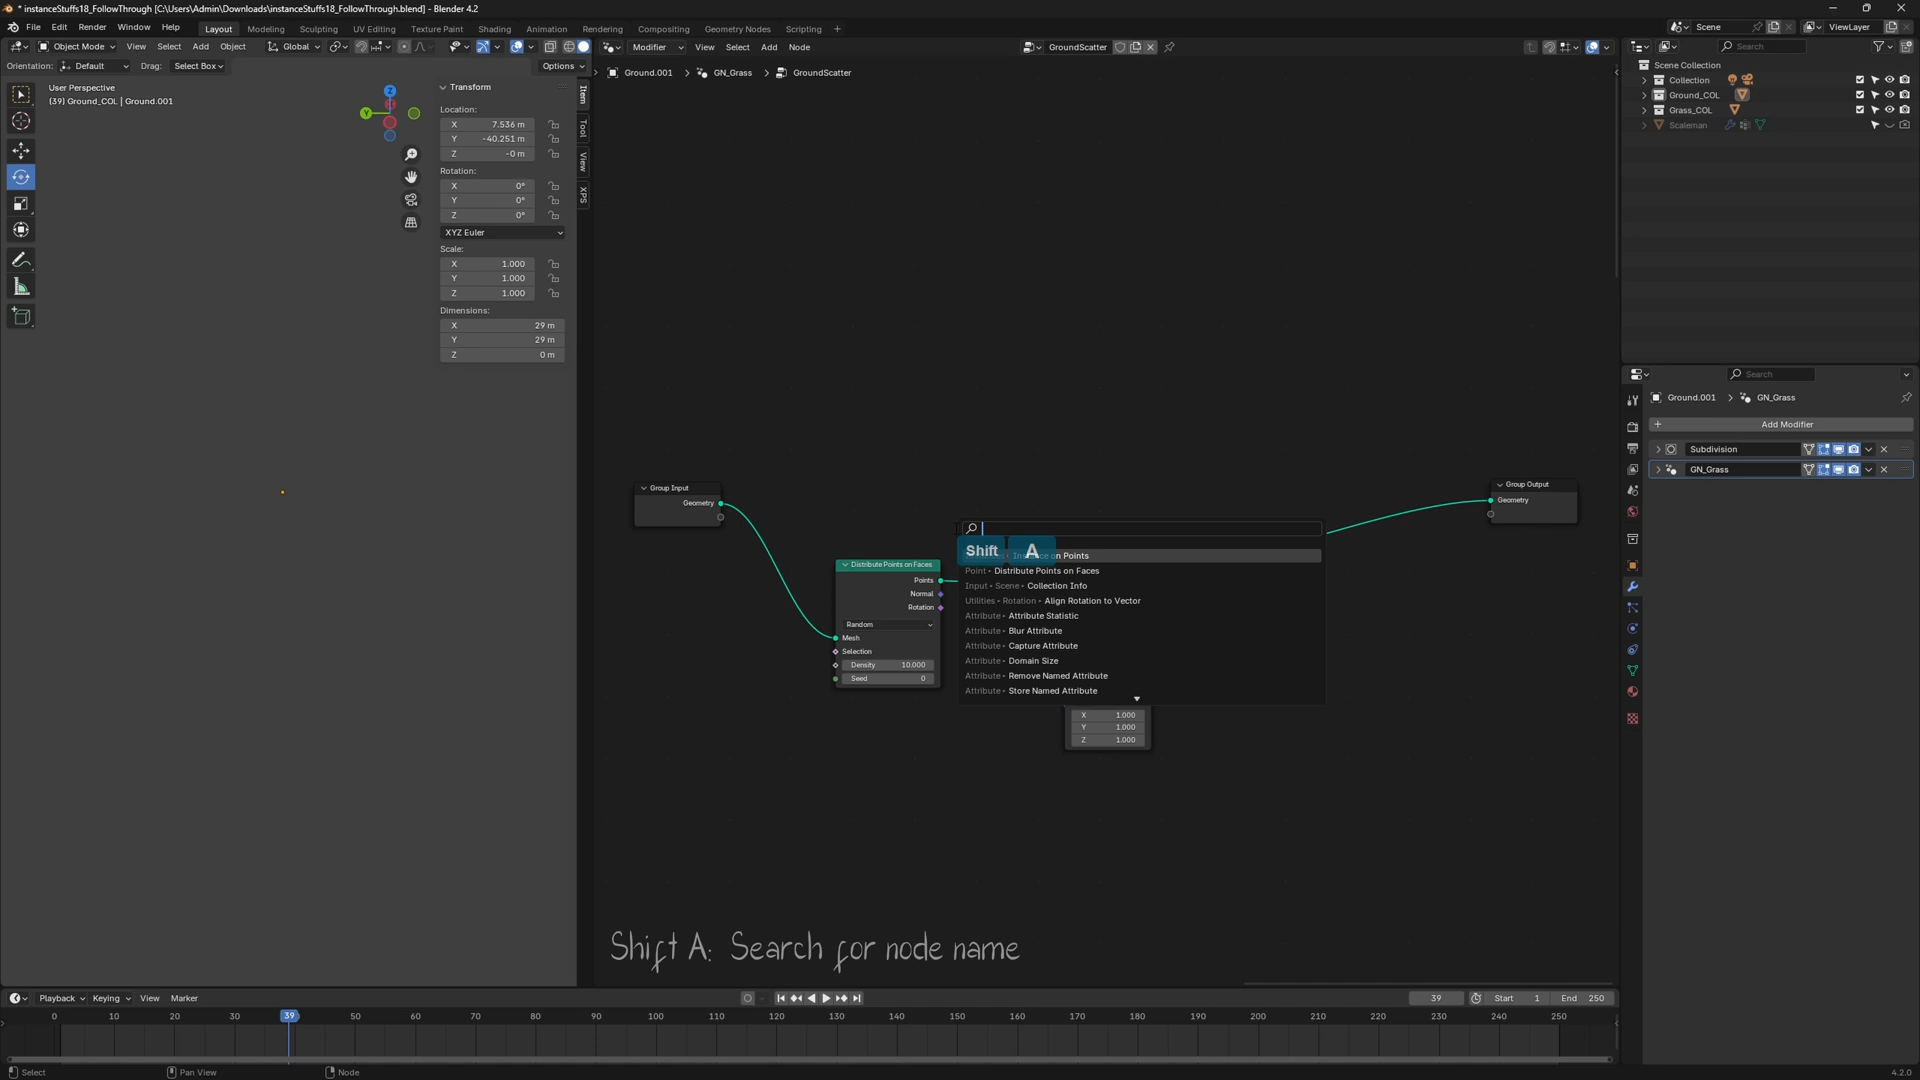 * instanceStuffs18_FollowThrough [C:\Users\Admin\Downloads\instanceStuffs18_FollowThrough.blend] - Blender 4.2
File Edit Render Window Help Layout Modeling Sculpting UV Editing Texture Paint Shading Animation Rendering Compositing Geometry Nodes Scripting + Scene ViewLayer
Object Mode View Select Add Object Global Modifier View Select Add Node GroundScatter Search
Orientation: Default Drag: Select Box Options
Ground.001 > GN_Grass > GroundScatter
User Perspective
(39) Ground_COL | Ground.001
Z
Y
Transform
Location:
X 7.536 m
Y -40.251 m
Z -0 m
Rotation:
X 0°
Y 0°
Z 0°
XYZ Euler
Scale:
X 1.000
Y 1.000
Z 1.000
Dimensions:
X 29 m
Y 29 m
Z 0 m
Item
Tool
View
XPS
Group Input
Geometry
Distribute Points on Faces
Points
Normal
Rotation
Random
Mesh
Selection
Density 10.000
Seed 0
Shift A
on Points
Point Distribute Points on Faces
Input Scene Collection Info
Utilities Rotation Align Rotation to Vector
Attribute Attribute Statistic
Attribute Blur Attribute
Attribute Capture Attribute
Attribute Domain Size
Attribute Remove Named Attribute
Attribute Store Named Attribute
X 1.000
Y 1.000
Z 1.000
Group Output
Geometry
Shift A: Search for node name
Scene Collection
Collection
Ground_COL
Grass_COL
Scaleman
Search
Ground.001 > GN_Grass
+ Add Modifier
Subdivision
GN_Grass
Playback Keying View Marker 39 Start 1 End 250
0 10 20 30 39 50 60 70 80 90 100 110 120 130 140 150 160 170 180 190 200 210 220 230 240 250
Select Pan View Node 4.2.0